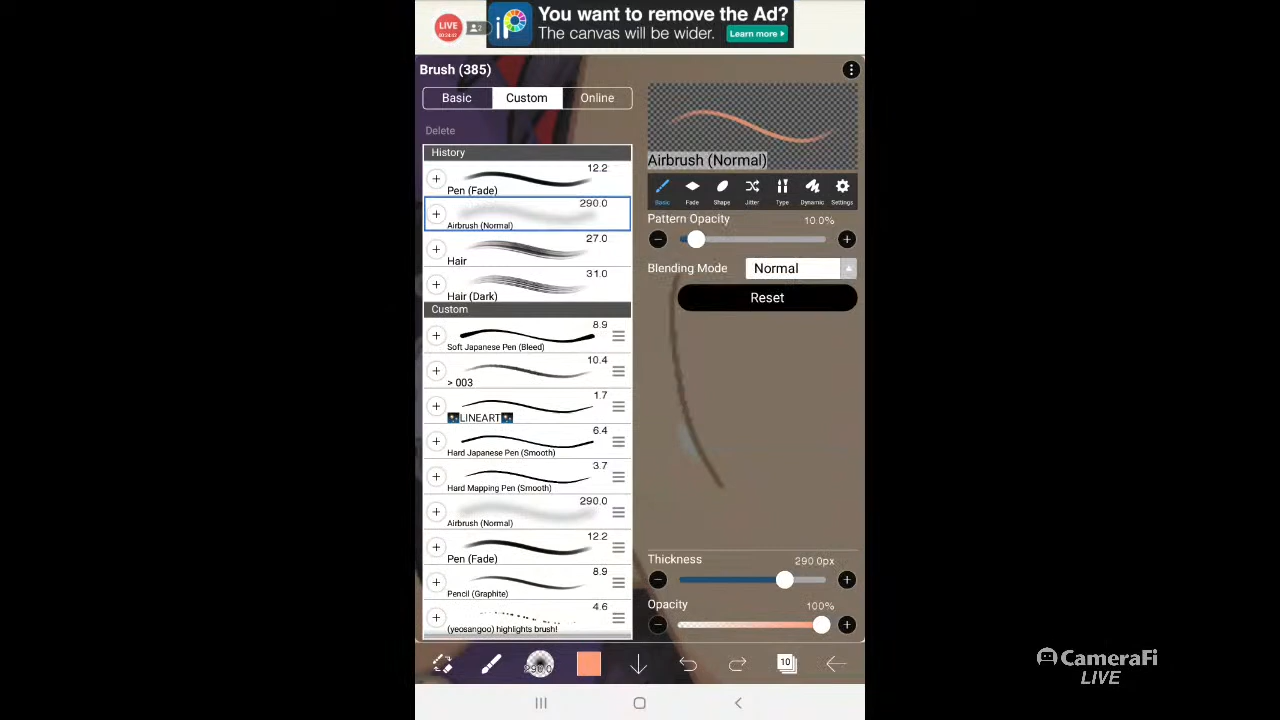 You want to remove the Ad?
LIVE
2
The canvas will be wider.
Learn more
Brush (385)
Basic
Custom
Online
Delete
History
12.2
Pen (Fade)
290.0
Airbrush (Normal)
27.0
Hair
31.0
Hair (Dark)
Custom
8.9
Soft Japanese Pen (Bleed)
10.4
> 003
1.7
LINEART
6.4
Hard Japanese Pen (Smooth)
3.7
Hard Mapping Pen (Smooth)
290.0
Airbrush (Normal)
12.2
Pen (Fade)
8.9
Pencil (Graphite)
4.6
(yeosangoo) highlights brush!
Airbrush (Normal)
Basic
Fade
Shape
Jitter
Type
Dynamic
Settings
Pattern Opacity
10.0%
Blending Mode
Normal
Reset
Thickness
290.0px
Opacity
100%
290.0
10
CameraFi
LIVE